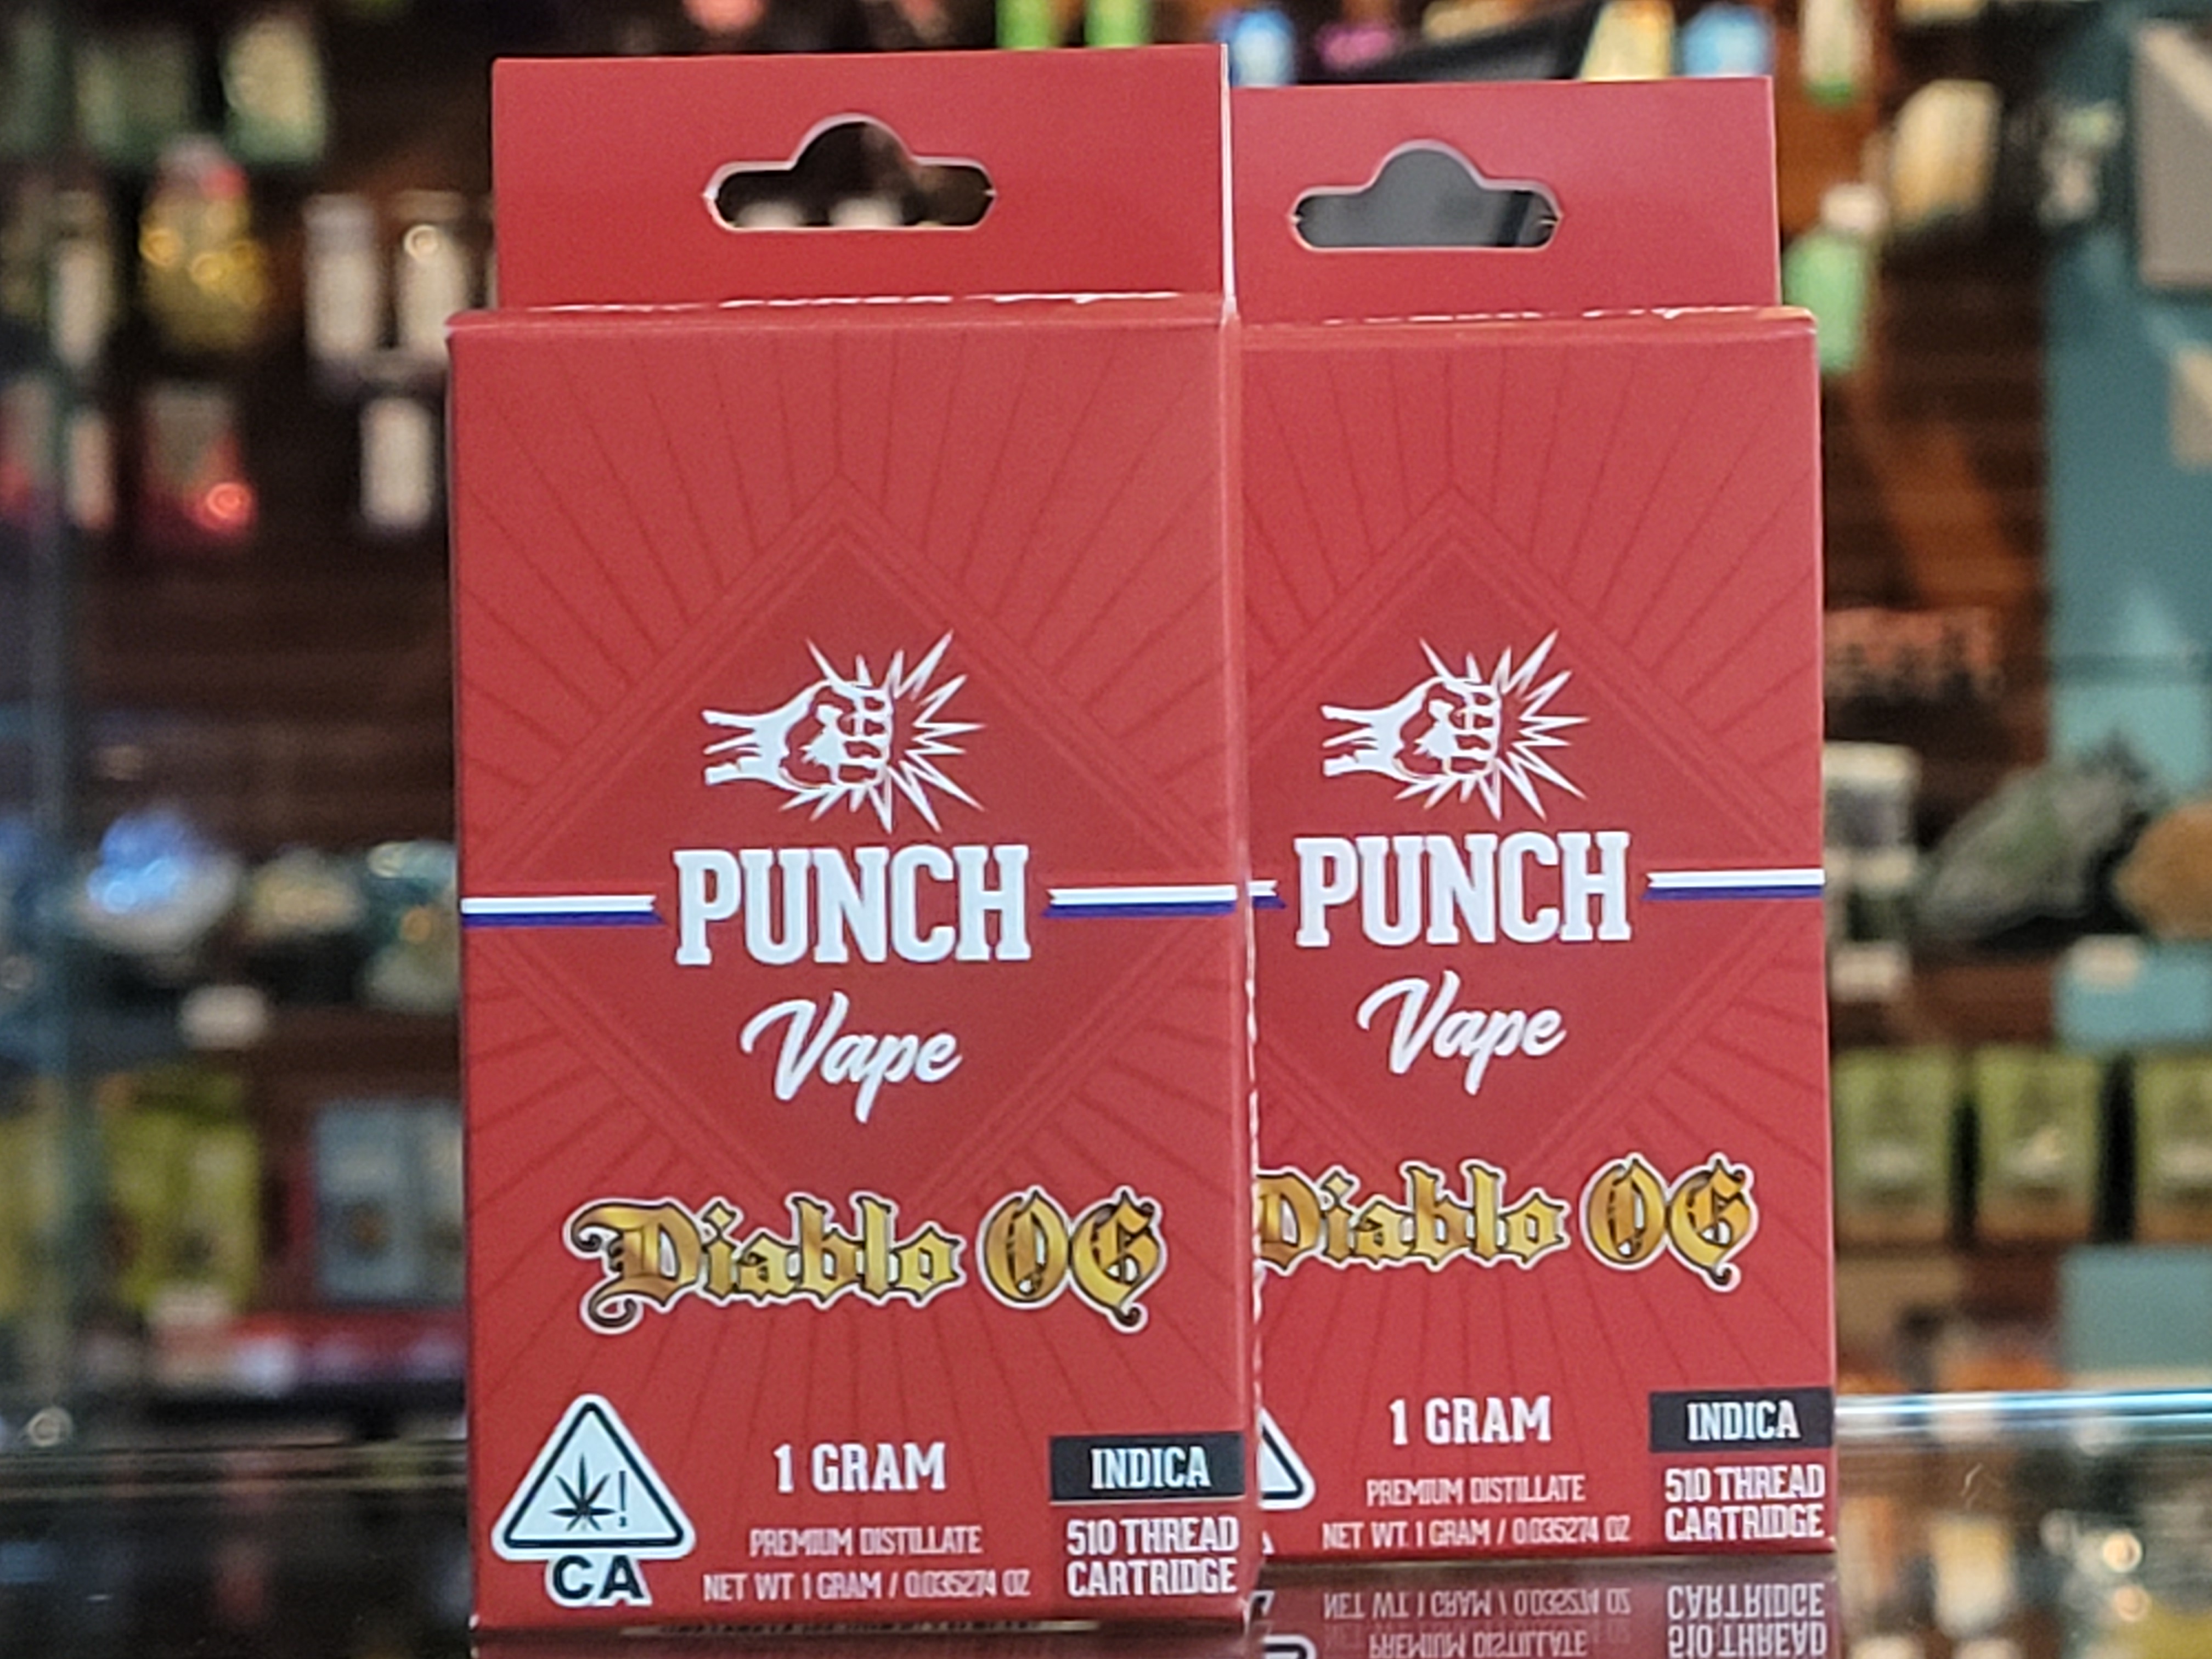 PUNCH
Vape
Diablo OG
1 GRAM
PREMIUM DISTILLATE
NET WT 1 GRAM / 0.035274 OZ
INDICA
510 THREAD
CARTRIDGE
!
CA
PUNCH
Vape
Diablo OG
1 GRAM
PREMIUM DISTILLATE
NET WT 1 GRAM / 0.035274 OZ
INDICA
510 THREAD
CARTRIDGE